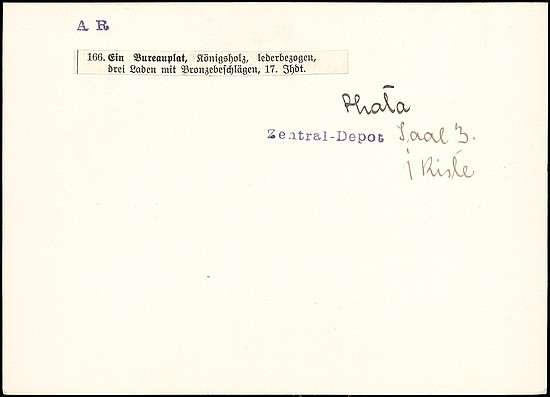 A R
166. Ein Bureauplat, Königsholz, lederbezogen,
drei Laden mit Bronzebeschlägen, 17. Jhdt.
Zentral-Depot Saal 3.
1 Kiste